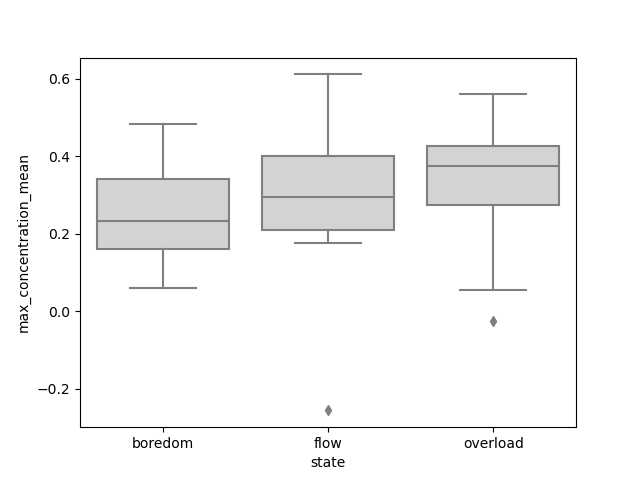 max_concentration_mean
0.6
0.4
0.2
0.0
−0.2
boredom
flow
overload
state